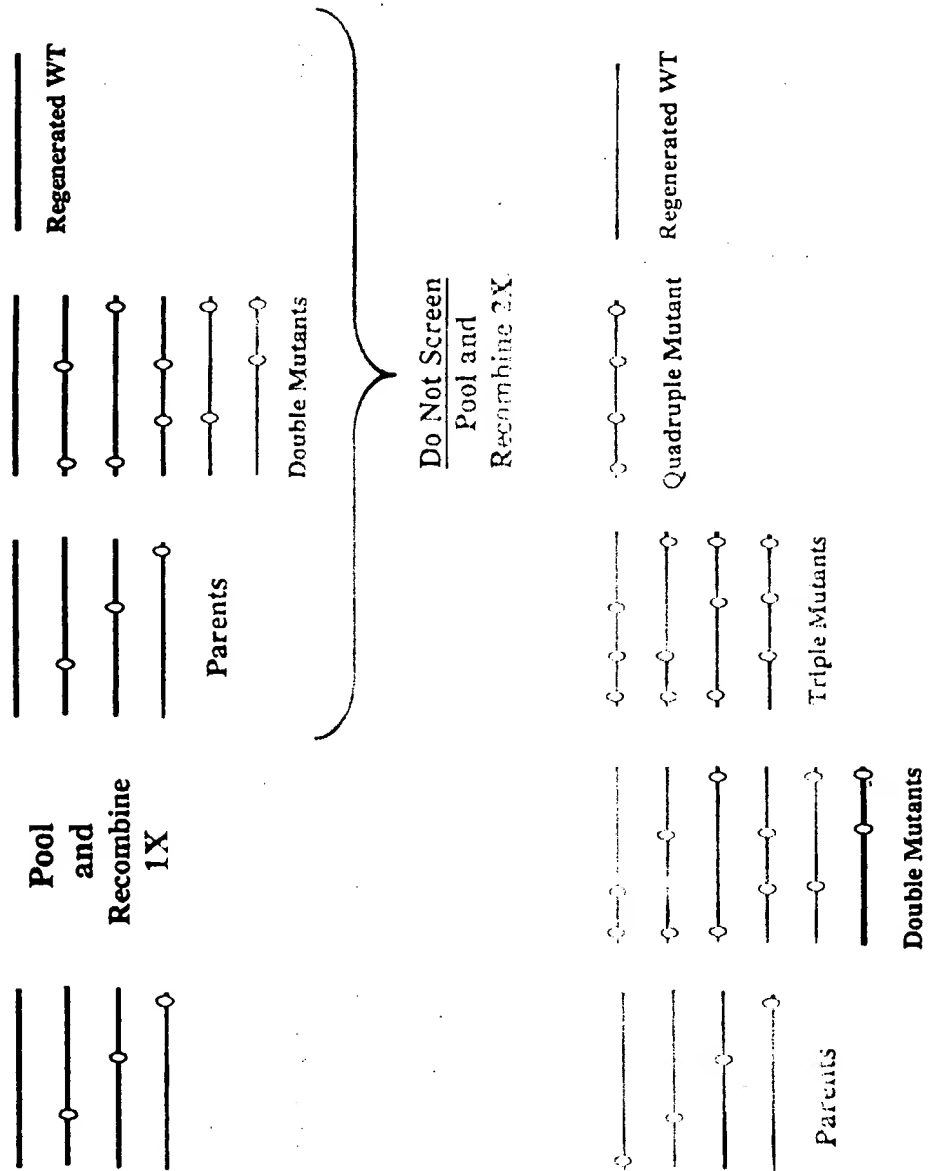 Pool
and
Recombine
1X
Parents
Double Mutants
Regenerated WT
Do Not Screen
Pool and
Recombine 2X
Parents
Double Mutants
Triple Mutants
Quadruple Mutant
Regenerated WT